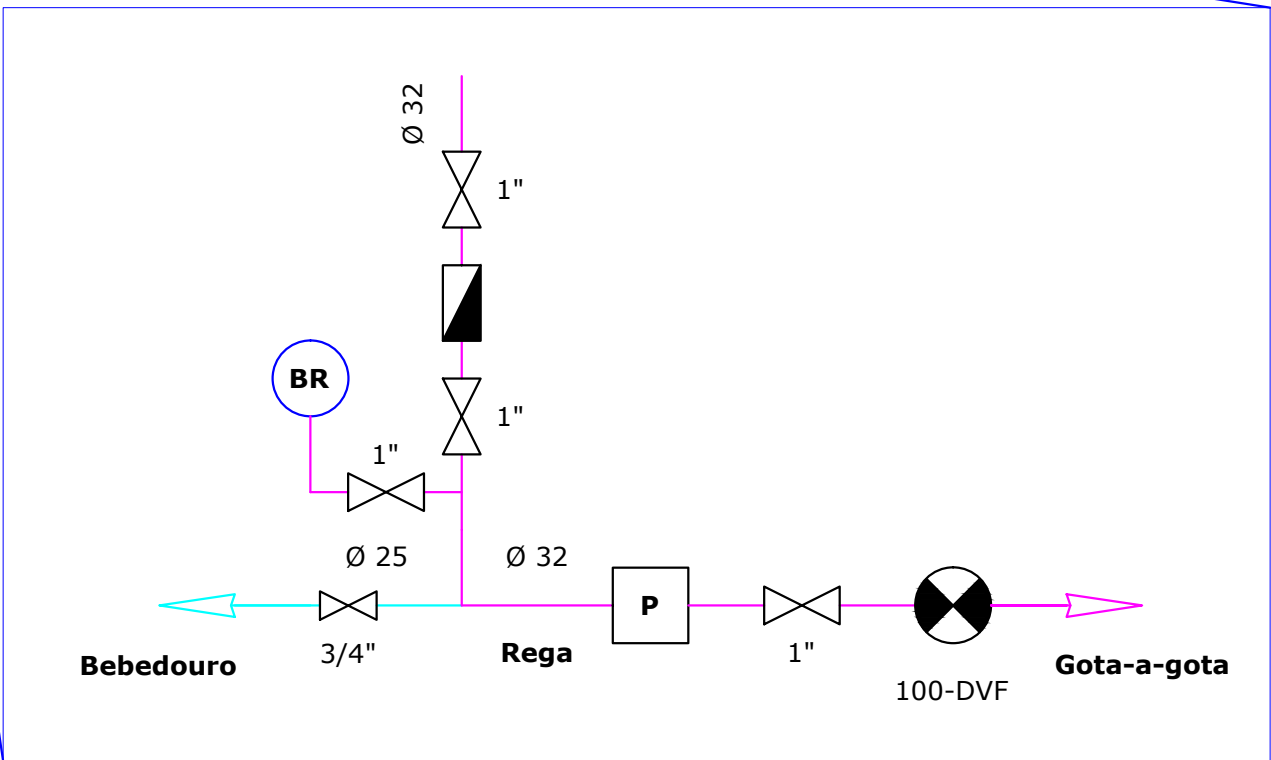 Ø 32
1"
BR
1"
1"
Ø 25
Ø 32
P
3/4"
Bebedouro
Rega
1"
Gota-a-gota
100-DVF